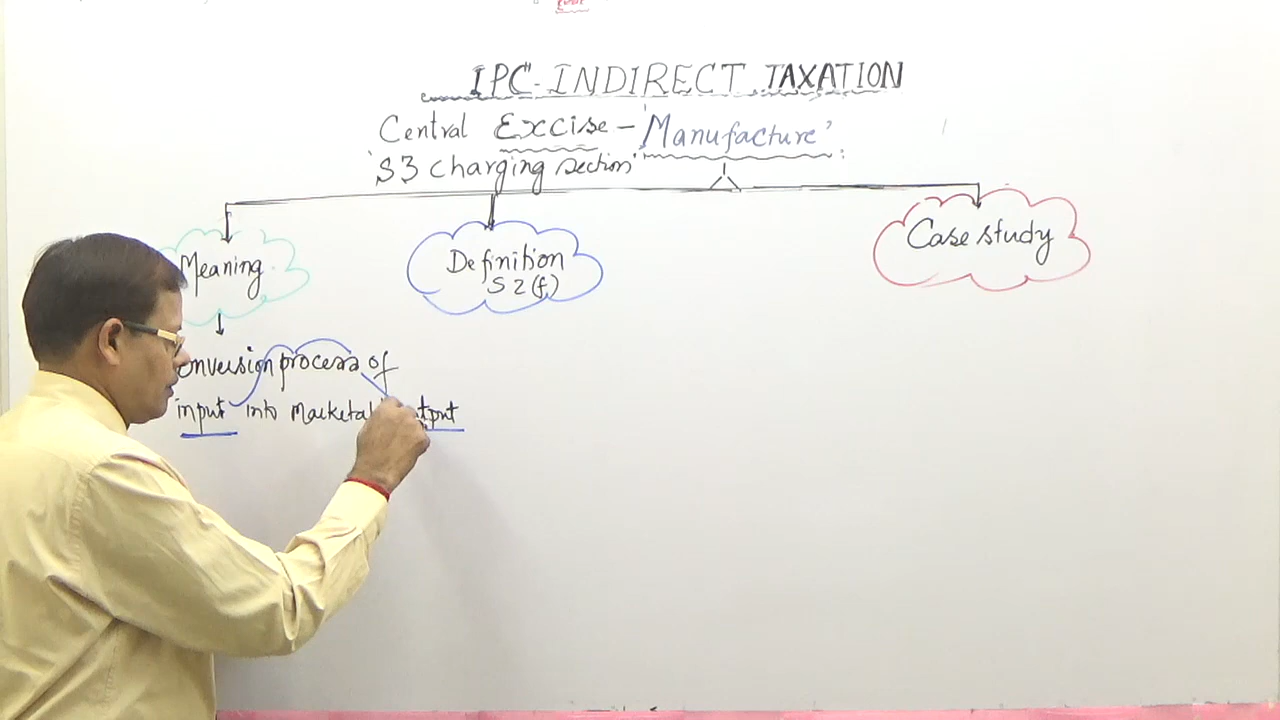 IPC-INDIRECT TAXATION
Central Excise - 'Manufacture'
'S3 charging section'
Meaning
Definition
S 2(f)
Case study
process of
input into